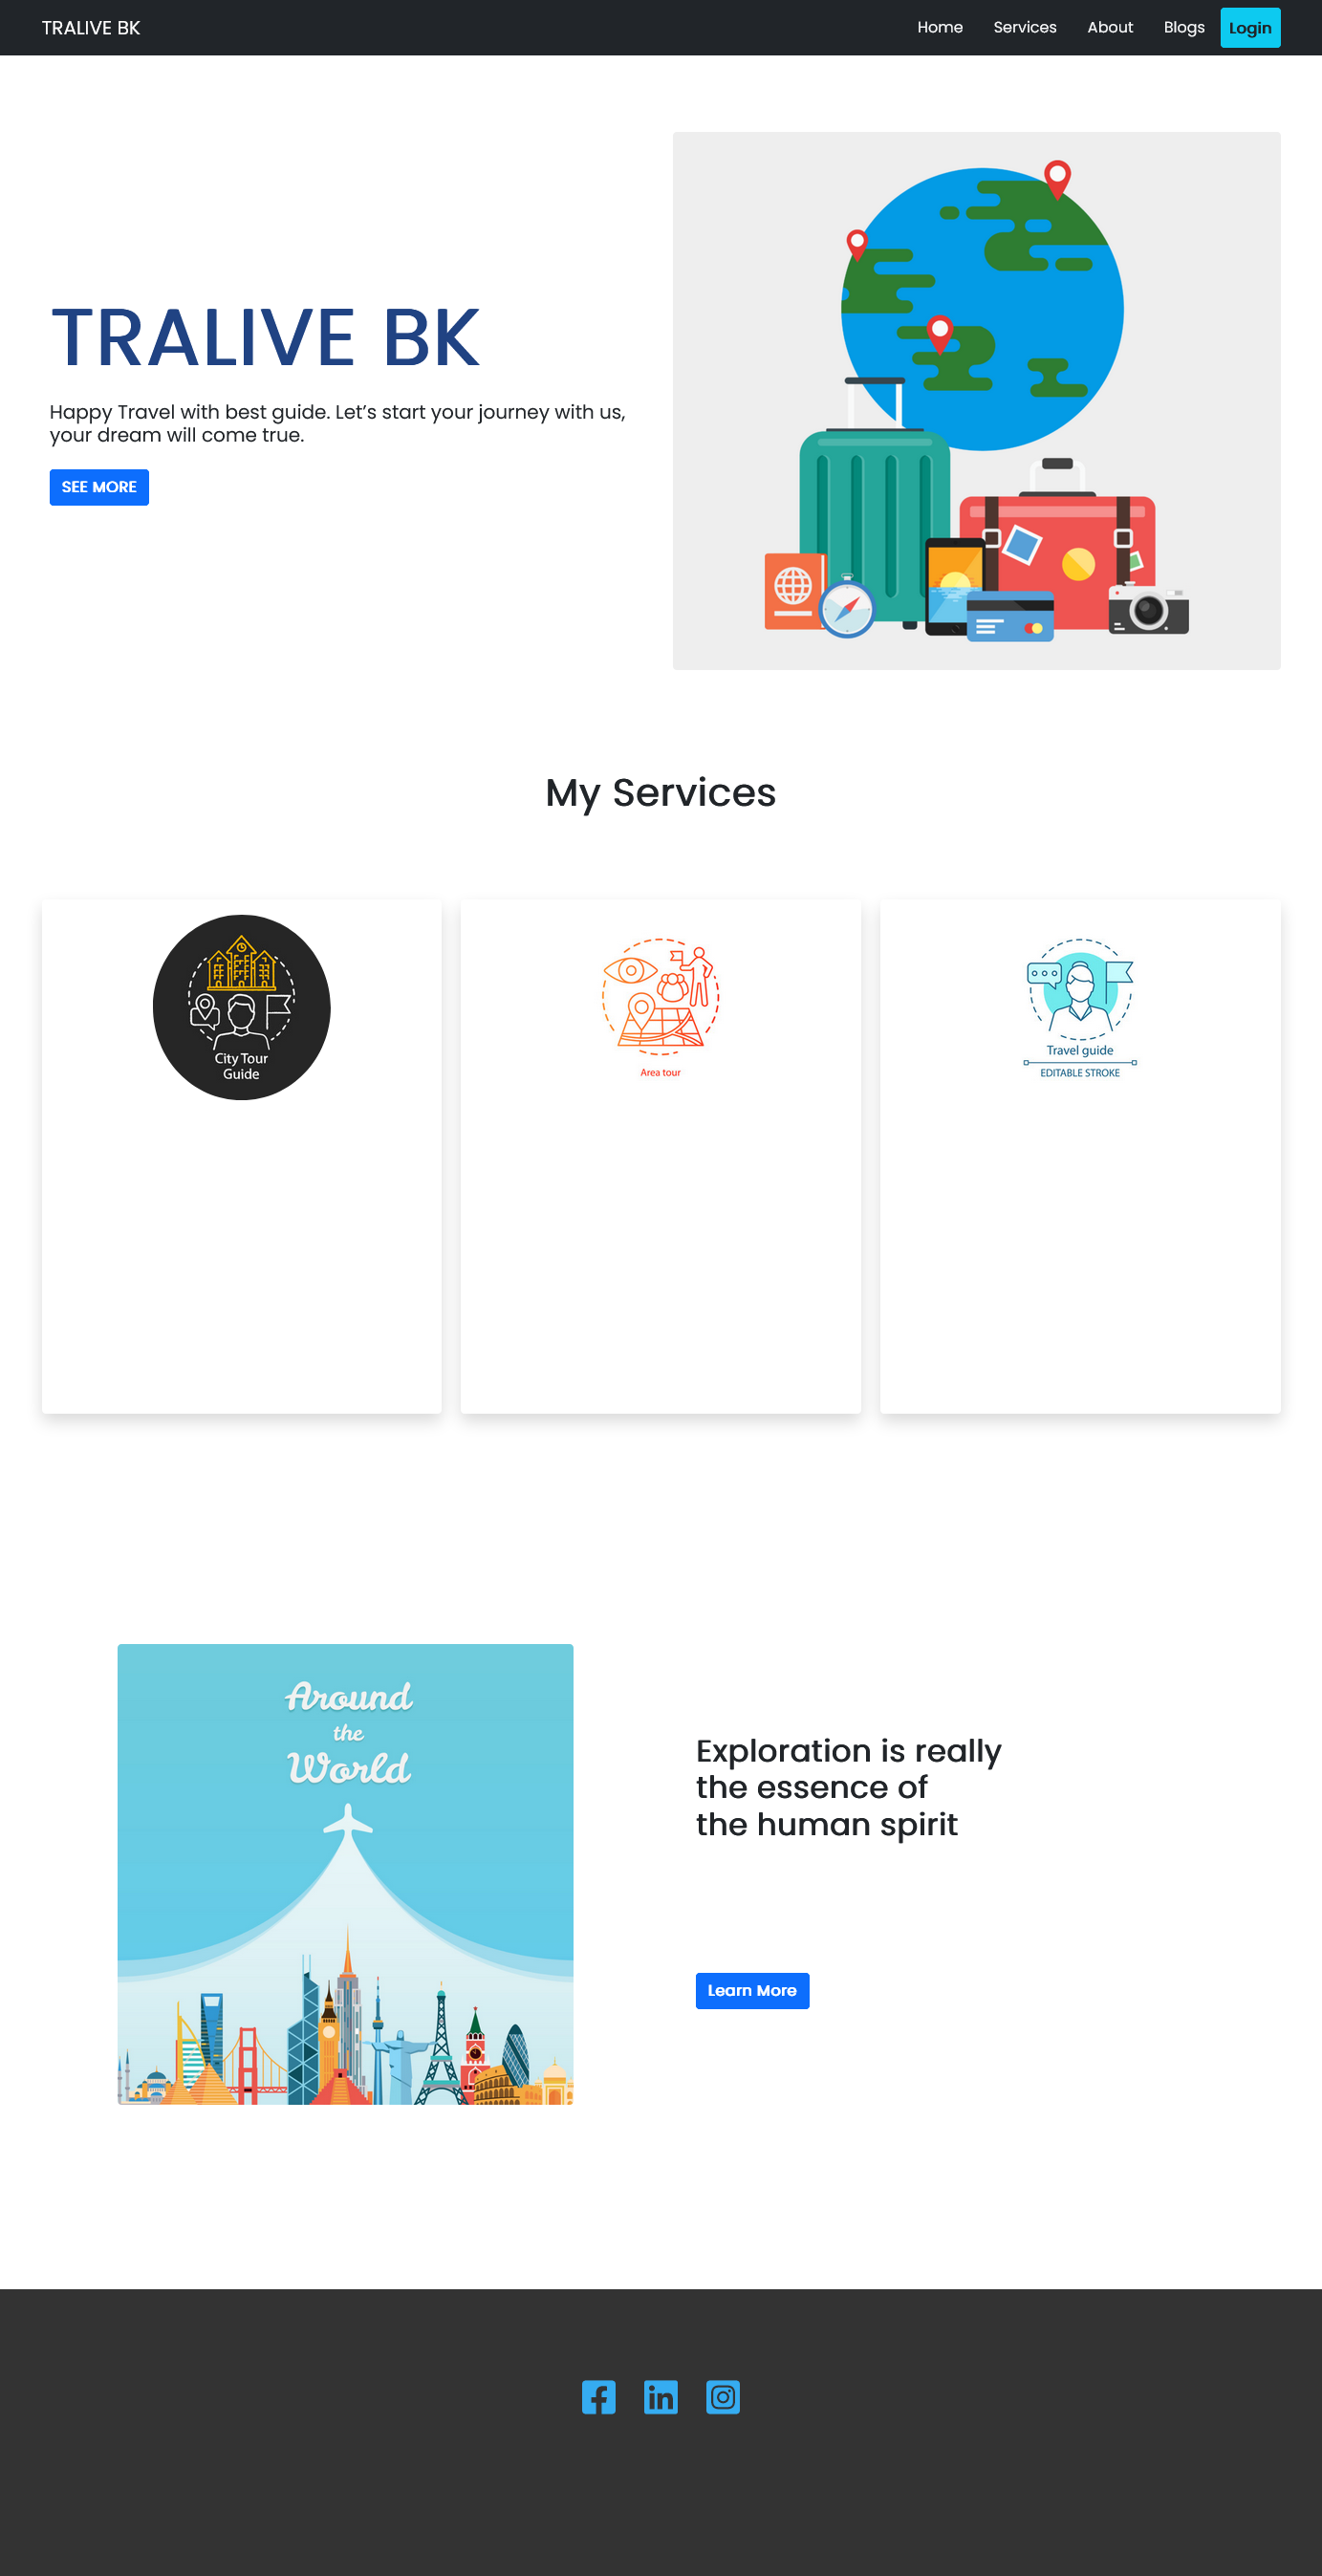 TRALIVE BK
Home Services About Blogs Login
TRALIVE BK
Happy Travel with best guide. Let’s start your journey with us,
your dream will come true.
SEE MORE
My Services
City Tour
Guide
Area tour
Travel guide
EDITABLE STROKE
Around
the
World
Exploration is really
the essence of
the human spirit
Learn More